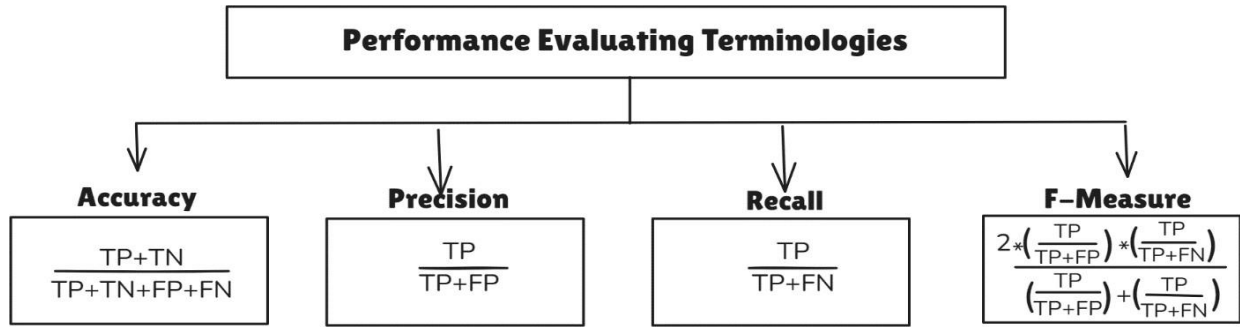 Performance Evaluating Terminologies
Accuracy
TP+TN
TP+TN+FP+FN
Precision
TP
TP+FP
Recall
TP
TP+FN
F-Measure
2*(TP/TP+FP)*(TP/TP+FN)
(TP/TP+FP)+(TP/TP+FN)